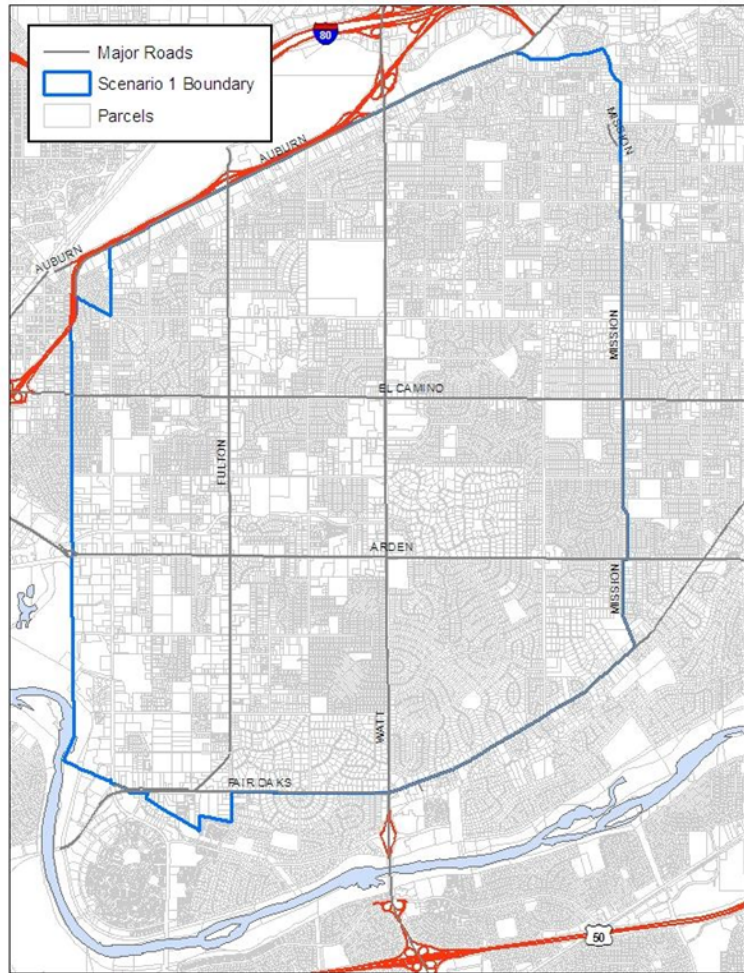 80
Major Roads
Scenario 1 Boundary
Parcels
MISSION
AUBURN
AUBURN
MISSION
EL CAMINO
FULTON
ARDEN
MISSION
WATT
FAIR OAKS
50